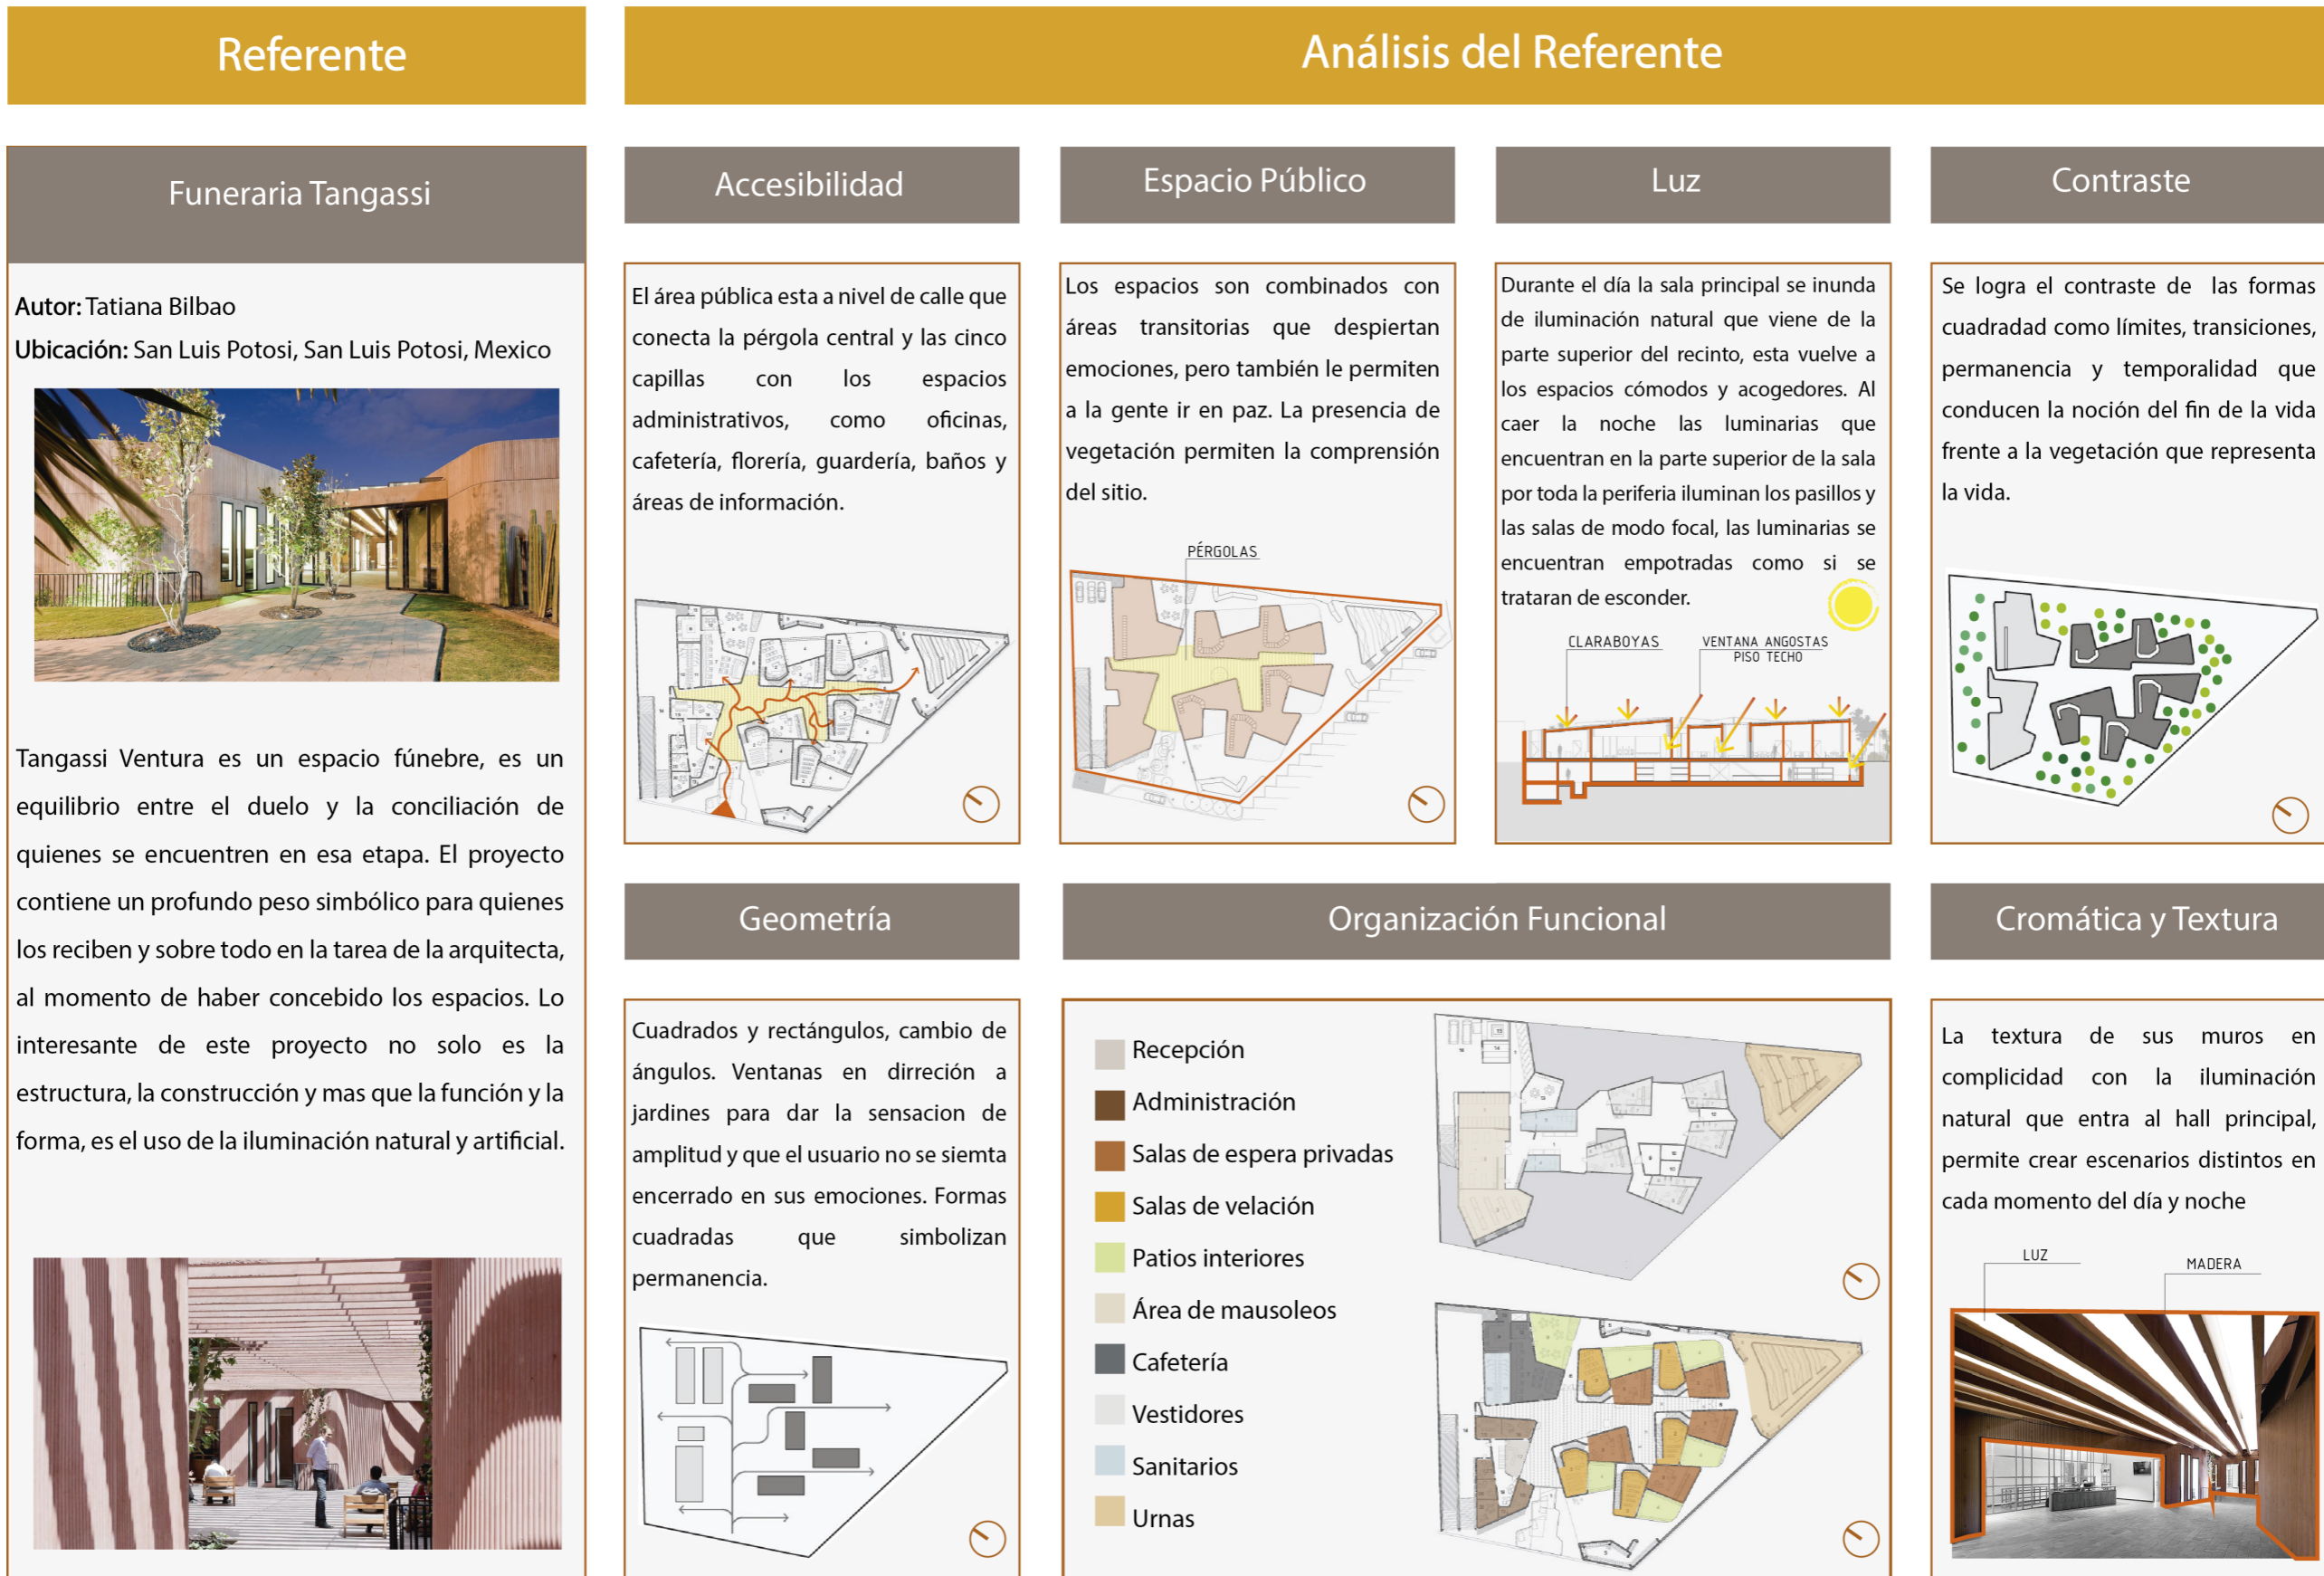 Referente
Análisis del Referente
Funeraria Tangassi
Autor: Tatiana Bilbao
Ubicación: San Luis Potosi, San Luis Potosi, Mexico
Tangassi Ventura es un espacio fúnebre, es un
equilibrio entre el duelo y la conciliación de
quienes se encuentren en esa etapa. El proyecto
contiene un profundo peso simbólico para quienes
los reciben y sobre todo en la tarea de la arquitecta,
al momento de haber concebido los espacios. Lo
interesante de este proyecto no solo es la
estructura, la construcción y mas que la función y la
forma, es el uso de la iluminación natural y artificial.
Accesibilidad
El área pública esta a nivel de calle que
conecta la pérgola central y las cinco
capillas con los espacios
administrativos, como oficinas,
cafetería, florería, guardería, baños y
áreas de información.
Espacio Público
Los espacios son combinados con
áreas transitorias que despiertan
emociones, pero también le permiten
a la gente ir en paz. La presencia de
vegetación permiten la comprensión
del sitio.
PÉRGOLAS
Luz
Durante el día la sala principal se inunda
de iluminación natural que viene de la
parte superior del recinto, esta vuelve a
los espacios cómodos y acogedores. Al
caer la noche las luminarias que
encuentran en la parte superior de la sala
por toda la periferia iluminan los pasillos y
las salas de modo focal, las luminarias se
encuentran empotradas como si se
trataran de esconder.
CLARABOYAS
VENTANA ANGOSTAS
PISO TECHO
Contraste
Se logra el contraste de las formas
cuadradad como límites, transiciones,
permanencia y temporalidad que
conducen la noción del fin de la vida
frente a la vegetación que representa
la vida.
Geometría
Cuadrados y rectángulos, cambio de
ángulos. Ventanas en dirreción a
jardines para dar la sensacion de
amplitud y que el usuario no se siemta
encerrado en sus emociones. Formas
cuadradas que simbolizan
permanencia.
Organización Funcional
Recepción
Administración
Salas de espera privadas
Salas de velación
Patios interiores
Área de mausoleos
Cafetería
Vestidores
Sanitarios
Urnas
Cromática y Textura
La textura de sus muros en
complicidad con la iluminación
natural que entra al hall principal,
permite crear escenarios distintos en
cada momento del día y noche
LUZ
MADERA